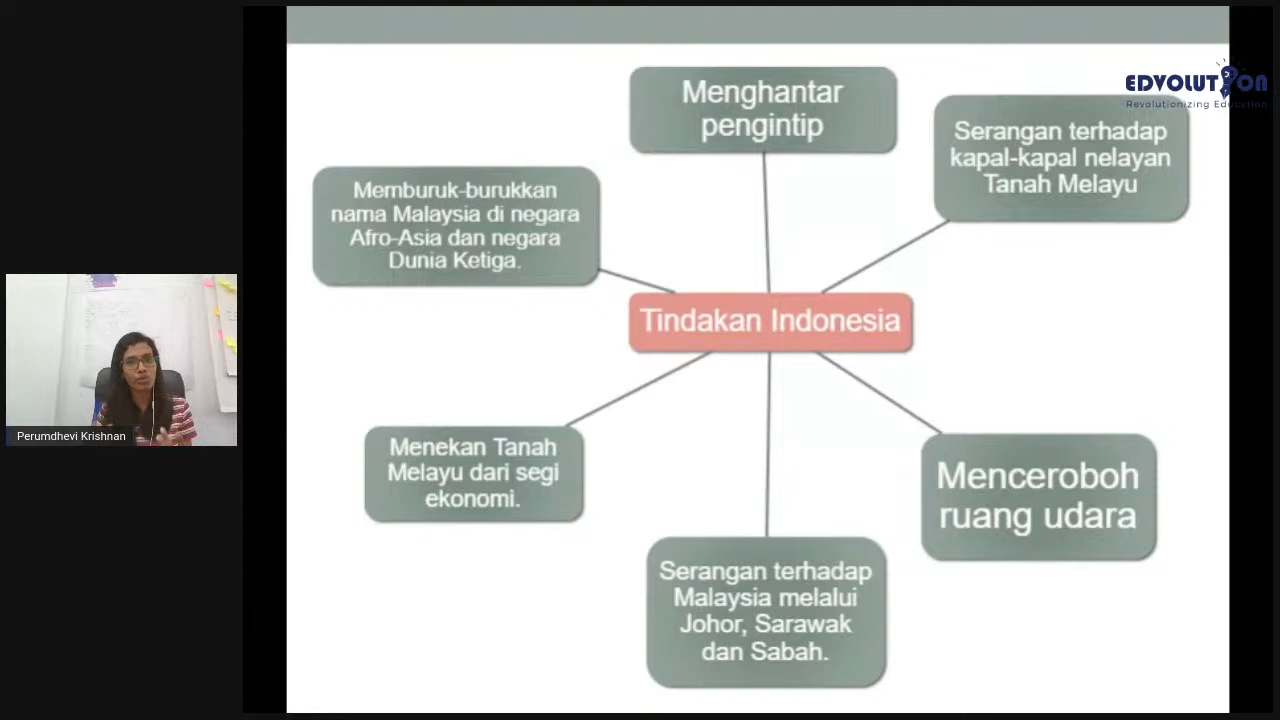 EDVOLUTION
Revolutionizing Education
Menghantar
pengintip
Serangan terhadap
kapal-kapal nelayan
Tanah Melayu
Memburuk-burukkan
nama Malaysia di negara
Afro-Asia dan negara
Dunia Ketiga.
Tindakan Indonesia
Menekan Tanah
Melayu dari segi
ekonomi.
Menceroboh
ruang udara
Serangan terhadap
Malaysia melalui
Johor, Sarawak
dan Sabah.
Perumdhevi Krishnan